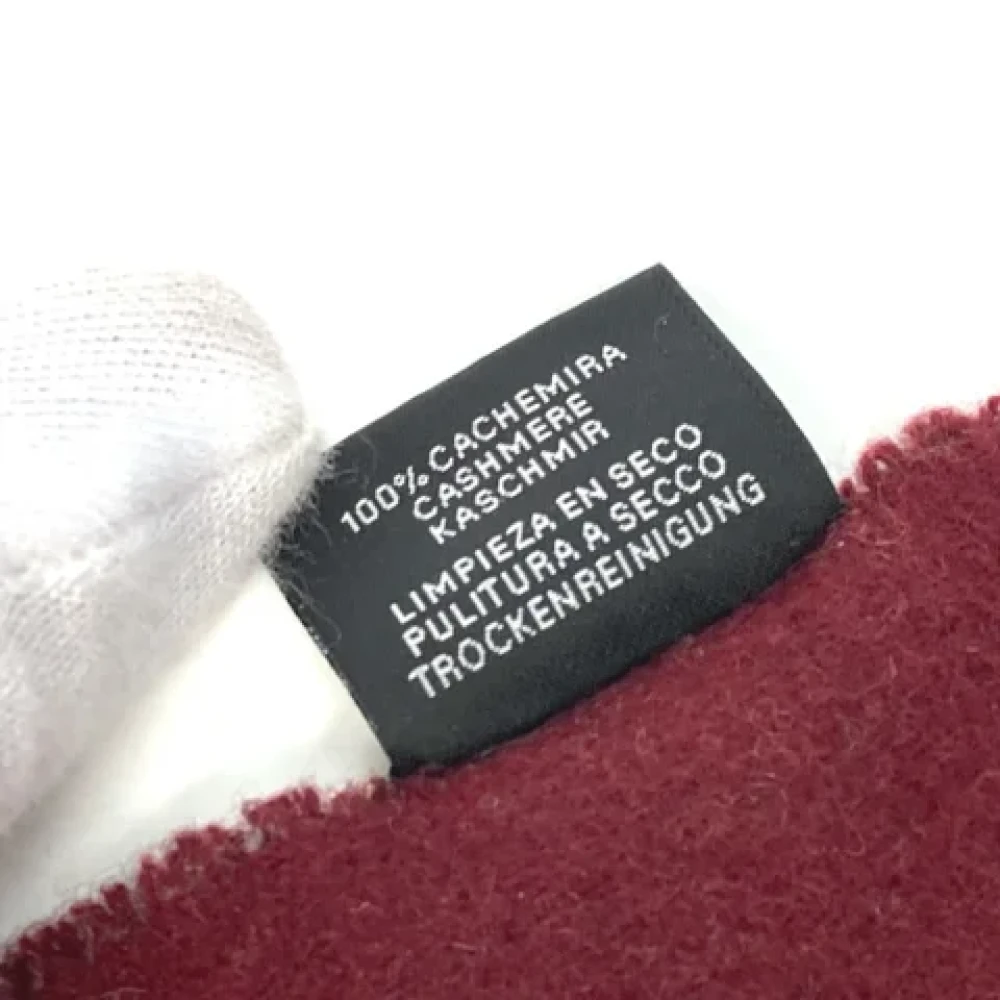 100% CACHEMIRA
CASHMERE
KASCHMIR
LIMPIEZA EN SECO
PULITURA A SECCO
TROCKENREINIGUNG